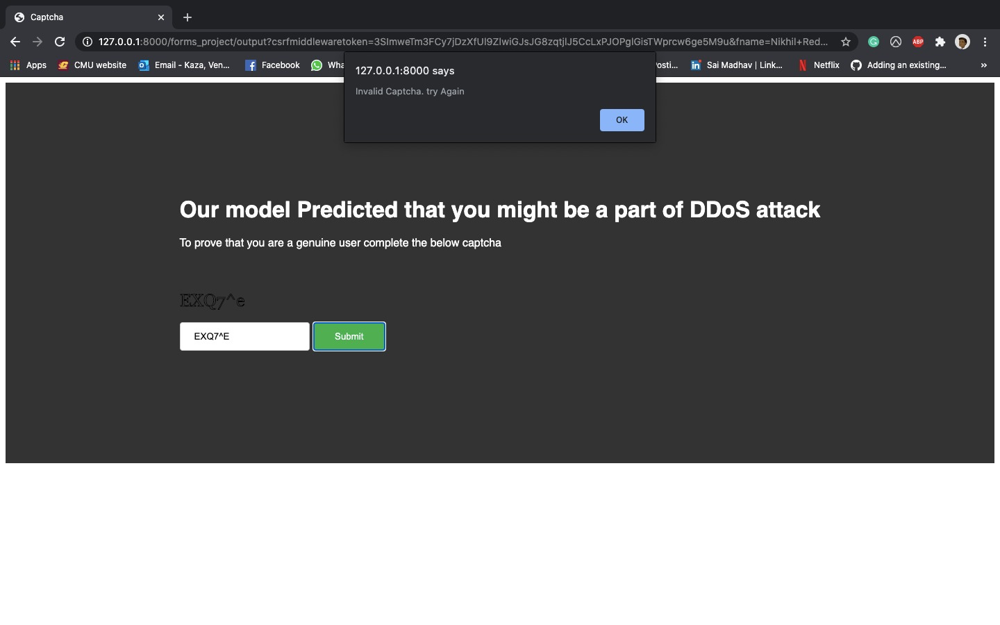 Captcha
127.0.0.1:8000/forms_project/output?csrfmiddlewaretoken=3SImweTm3FCy7jDzXfUI9ZIwiGJsJG8zqtjIJ5CcLxPJOPglGisTWprcw6ge5M9u&fname=Nikhil+Red...
ABP
Apps
CMU website
Email - Kaza, Ven...
Facebook
Wha
osti...
in
Sai Madhav | Link...
Netflix
Adding an existing...
»
127.0.0.1:8000 says
Invalid Captcha. try Again
OK
Our model Predicted that you might be a part of DDoS attack
To prove that you are a genuine user complete the below captcha
EXQ7^e
EXQ7^E
Submit